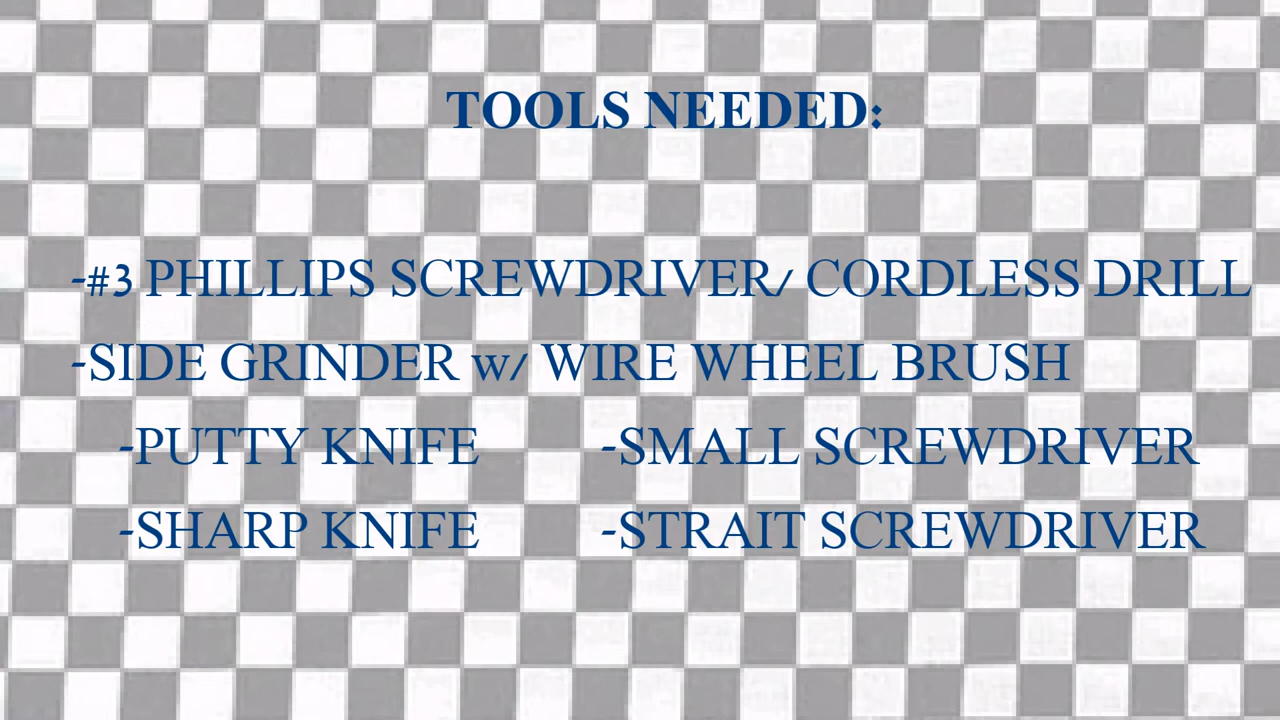 TOOLS NEEDED:
-#3 PHILLIPS SCREWDRIVER/ CORDLESS DRILL
-SIDE GRINDER w/ WIRE WHEEL BRUSH
-PUTTY KNIFE -SMALL SCREWDRIVER
-SHARP KNIFE -STRAIT SCREWDRIVER